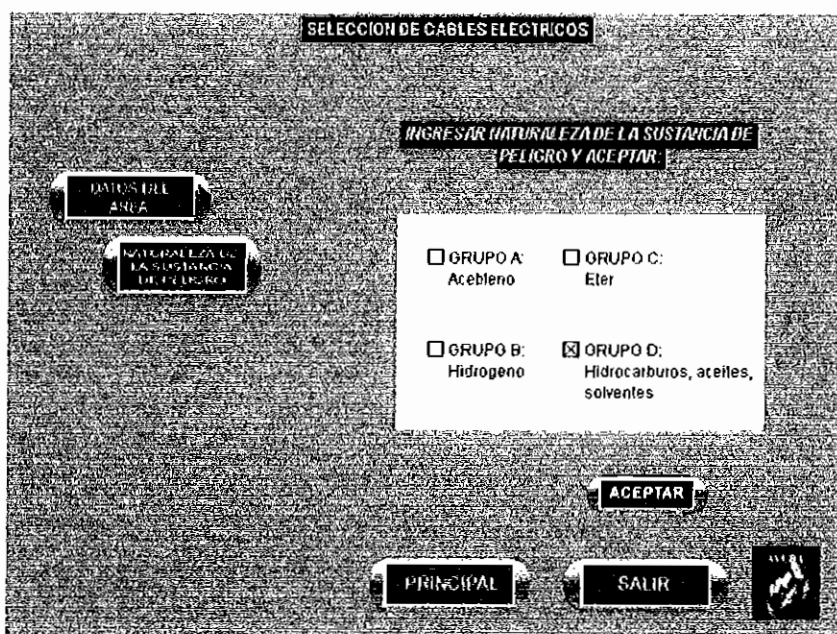 SELECCION DE CABLES ELECTRICOS
INGRESAR NATURALEZA DE LA SUSTANCIA DE
PELIGRO Y ACEPTAR:
DATOS DEL
AREA
NATURALEZA DE
LA SUSTANCIA
DE PELIGRO
GRUPO A:
Acebleno
GRUPO C:
Eter
GRUPO B:
Hidrogeno
GRUPO D:
Hidrocarburos, aceites,
solventes
ACEPTAR
PRINCIPAL
SALIR